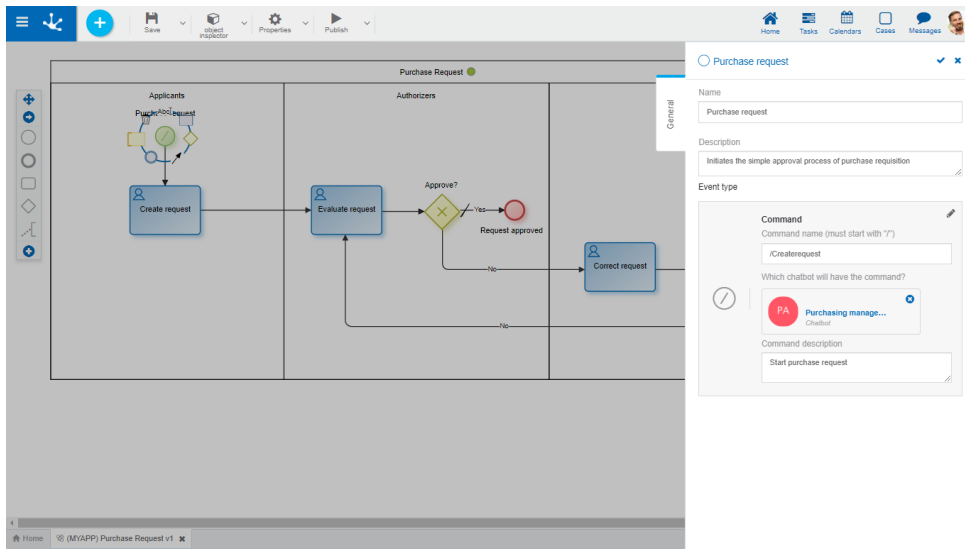 Save
object
inspector
Properties
Publish
Home
Tasks
Calendars
Cases
Messages
Purchase Request
Applicants
Authorizers
Abc
Create request
Evaluate request
Approve?
Yes
Request approved
No
Correct request
No
General
Purchase request
Name
Purchase request
Description
Initiates the simple approval process of purchase requisition
Event type
Command
Command name (must start with "/")
/Createrequest
Which chatbot will have the command?
PA
Purchasing manage...
Chatbot
Command description
Start purchase request
Home
(MYAPP) Purchase Request v1